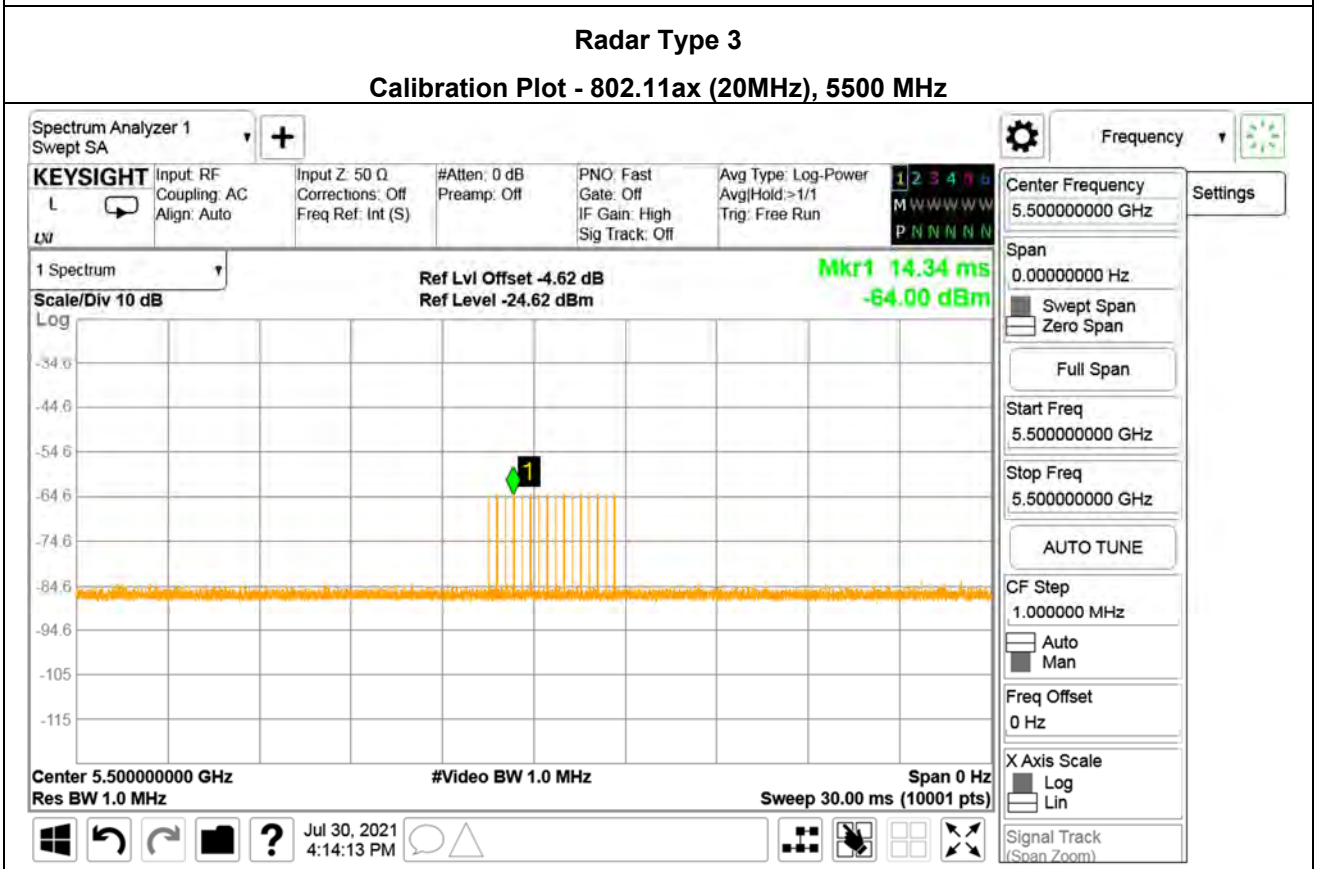 Radar Type 3
Calibration Plot - 802.11ax (20MHz), 5500 MHz
Spectrum Analyzer 1
Swept SA
+
Frequency
KEYSIGHT
L
LXI
Input: RF
Coupling: AC
Align: Auto
Input Z: 50 Ω
Corrections: Off
Freq Ref: Int (S)
#Atten: 0 dB
Preamp: Off
PNO: Fast
Gate: Off
IF Gain: High
Sig Track: Off
Avg Type: Log-Power
Avg|Hold:>1/1
Trig: Free Run
1 2 3 4 5 6
M W W W W W
P N N N N N
Settings
1 Spectrum
Scale/Div 10 dB
Log
Ref Lvl Offset -4.62 dB
Ref Level -24.62 dBm
Mkr1 14.34 ms
-64.00 dBm
-34.6
-44.6
-54.6
-64.6
-74.6
-84.6
-94.6
-105
-115
1
Center 5.500000000 GHz
Res BW 1.0 MHz
#Video BW 1.0 MHz
Span 0 Hz
Sweep 30.00 ms (10001 pts)
Center Frequency
5.500000000 GHz
Span
0.00000000 Hz
Swept Span
Zero Span
Full Span
Start Freq
5.500000000 GHz
Stop Freq
5.500000000 GHz
AUTO TUNE
CF Step
1.000000 MHz
Auto
Man
Freq Offset
0 Hz
X Axis Scale
Log
Lin
Signal Track
(Span Zoom)
?
Jul 30, 2021
4:14:13 PM